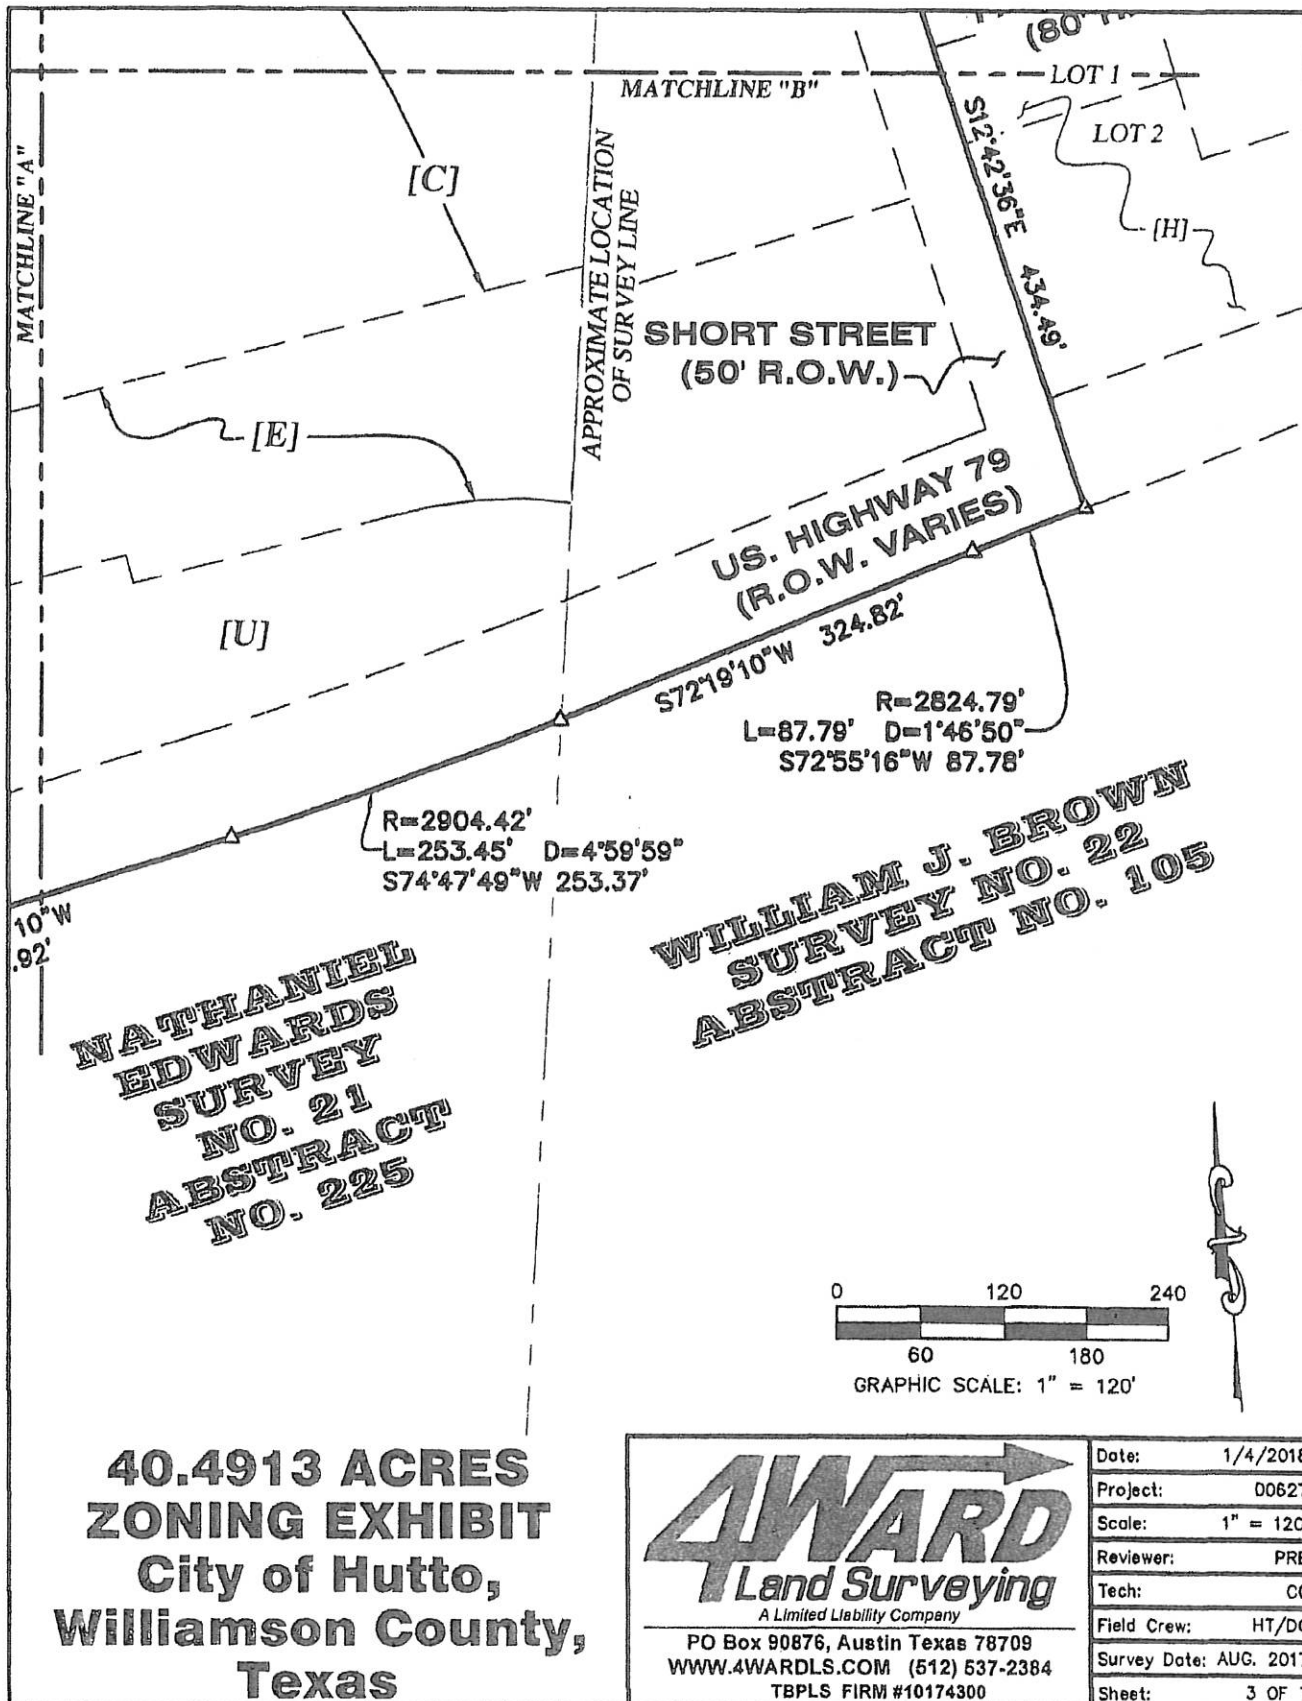 (80'
MATCHLINE "B"
LOT 1
LOT 2
MATCHLINE "A"
[C]
S12°42'36"E 434.49'
[H]
APPROXIMATE LOCATION
OF SURVEY LINE
SHORT STREET
(50' R.O.W.)
[E]
US. HIGHWAY 79
(R.O.W. VARIES)
[U]
S72°19'10"W 324.82'
R=2824.79'
L=87.79' D=1°46'50"
S72°55'16"W 87.78'
R=2904.42'
L=253.45' D=4°59'59"
S74°47'49"W 253.37'
10"W
.92'
WILLIAM J. BROWN
SURVEY NO. 22
ABSTRACT NO. 105
NATHANIEL
EDWARDS
SURVEY
NO. 21
ABSTRACT
NO. 225
0 120 240
60 180
GRAPHIC SCALE: 1" = 120'
40.4913 ACRES
ZONING EXHIBIT
City of Hutto,
Williamson County,
Texas
4WARD
Land Surveying
A Limited Liability Company
PO Box 90876, Austin Texas 78709
WWW.4WARDLS.COM (512) 537-2384
TBPLS FIRM #10174300
Date: 1/4/2018
Project: 00627
Scale: 1" = 120
Reviewer: PRE
Tech:
Field Crew: HT/DC
Survey Date: AUG. 2017
Sheet: 3 OF